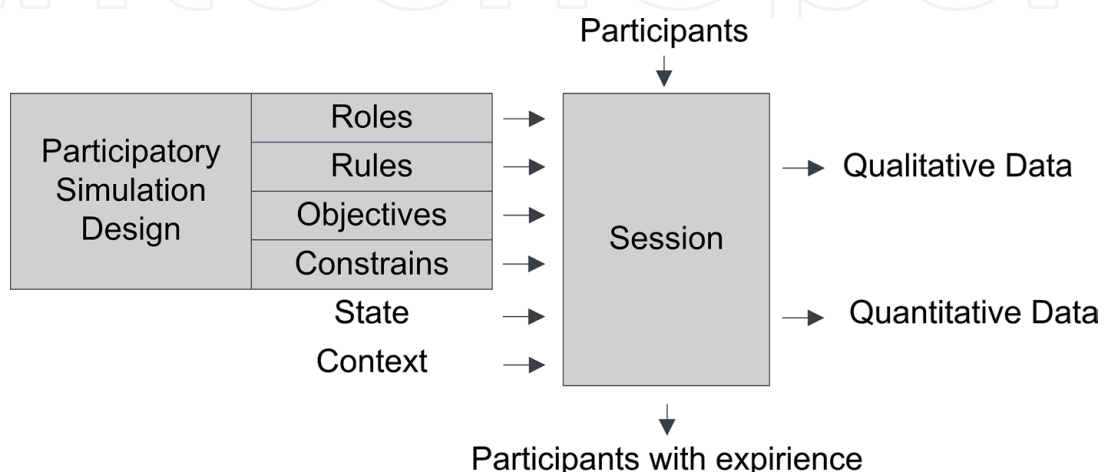 Participants
Participatory
Simulation
Design
Roles
Rules
Objectives
Constrains
State
Context
Session
Qualitative Data
Quantitative Data
Participants with expirience